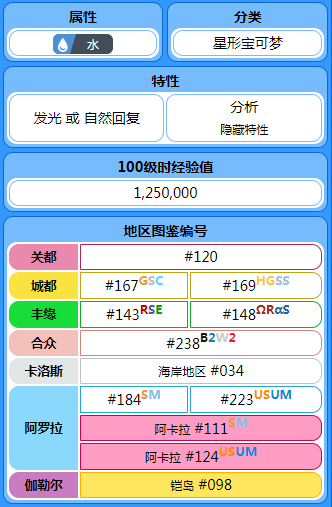 属性 分类
水 星形宝可梦
特性
发光 或 自然回复 分析
隐藏特性
100级时经验值
1,250,000
地区图鉴编号
关都 #120
城都 #167GSC #169HGSS
丰缘 #143RSE #148ΩRαS
合众 #238B2W2
卡洛斯 海岸地区 #034
阿罗拉 #184SM #223USUM
阿卡拉 #111SM
阿卡拉 #124USUM
伽勒尔 铠岛 #098